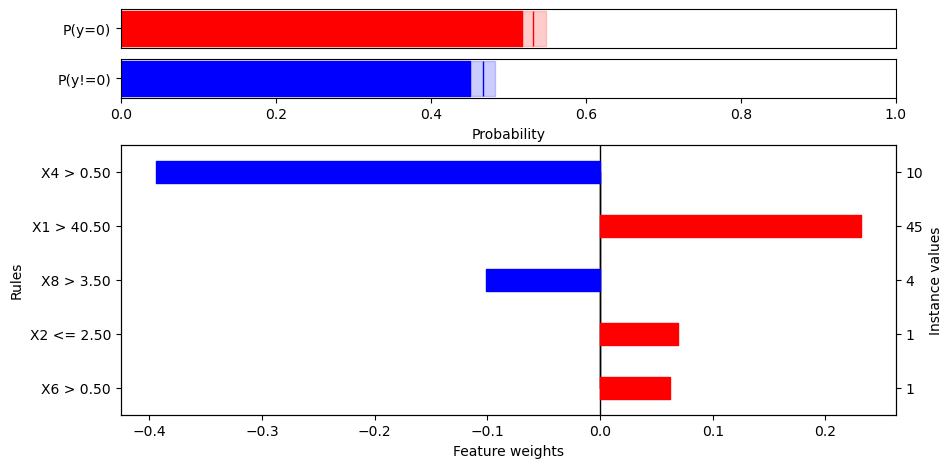 P(y=0)
P(y!=0)
0.0 0.2 0.4 0.6 0.8 1.0
Probability
X4 > 0.50 10
X1 > 40.50 45
X8 > 3.50 4
X2 <= 2.50 1
X6 > 0.50 1
Rules
Instance values
−0.4 −0.3 −0.2 −0.1 0.0 0.1 0.2
Feature weights